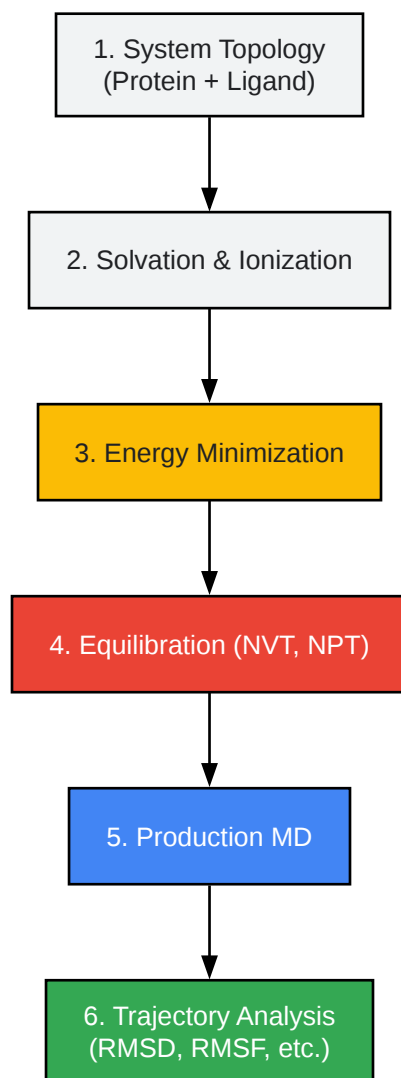 1. System Topology
(Protein + Ligand)
2. Solvation & Ionization
3. Energy Minimization
4. Equilibration (NVT, NPT)
5. Production MD
6. Trajectory Analysis
(RMSD, RMSF, etc.)